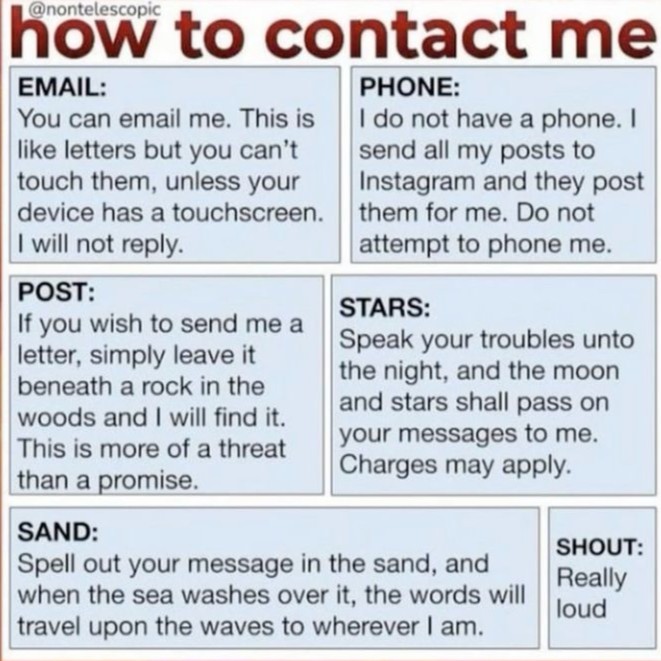 @nontelescopic
how to contact me
EMAIL:
You can email me. This is
like letters but you can't
touch them, unless your
device has a touchscreen.
I will not reply.
PHONE:
I do not have a phone. I
send all my posts to
Instagram and they post
them for me. Do not
attempt to phone me.
POST:
If you wish to send me a
letter, simply leave it
beneath a rock in the
woods and I will find it.
This is more of a threat
than a promise.
STARS:
Speak your troubles unto
the night, and the moon
and stars shall pass on
your messages to me.
Charges may apply.
SAND:
Spell out your message in the sand, and
when the sea washes over it, the words will
travel upon the waves to wherever I am.
SHOUT:
Really
loud